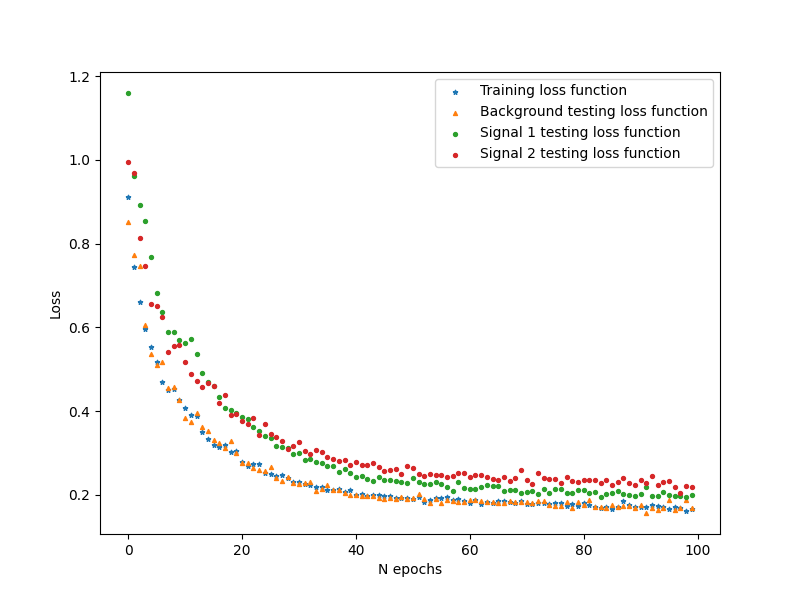 Training loss function
Background testing loss function
Signal 1 testing loss function
Signal 2 testing loss function
1.2
1.0
0.8
0.6
0.4
0.2
Loss
0 20 40 60 80 100
N epochs